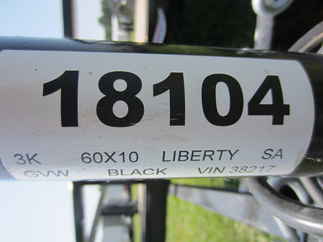 18104
3K 60X10 LIBERTY SA
GVW BLACK VIN 38217